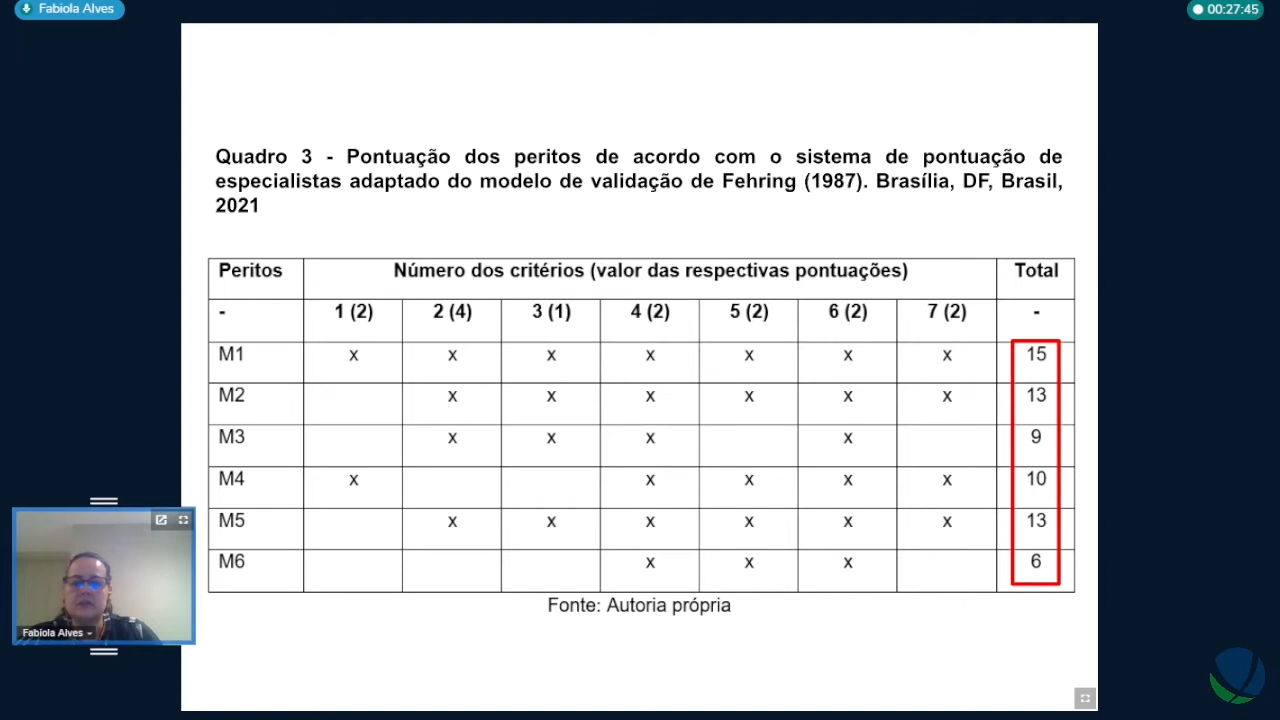 Fabíola Alves
00:27:45
Quadro 3 - Pontuação dos peritos de acordo com o sistema de pontuação de
especialistas adaptado do modelo de validação de Fehring (1987). Brasília, DF, Brasil,
2021
Peritos Número dos critérios (valor das respectivas pontuações) Total
- 1 (2) 2 (4) 3 (1) 4 (2) 5 (2) 6 (2) 7 (2) -
M1 x x x x x x x 15
M2 x x x x x x 13
M3 x x x x 9
M4 x x x x x 10
M5 x x x x x x 13
M6 x x x 6
Fonte: Autoria própria
Fabíola Alves